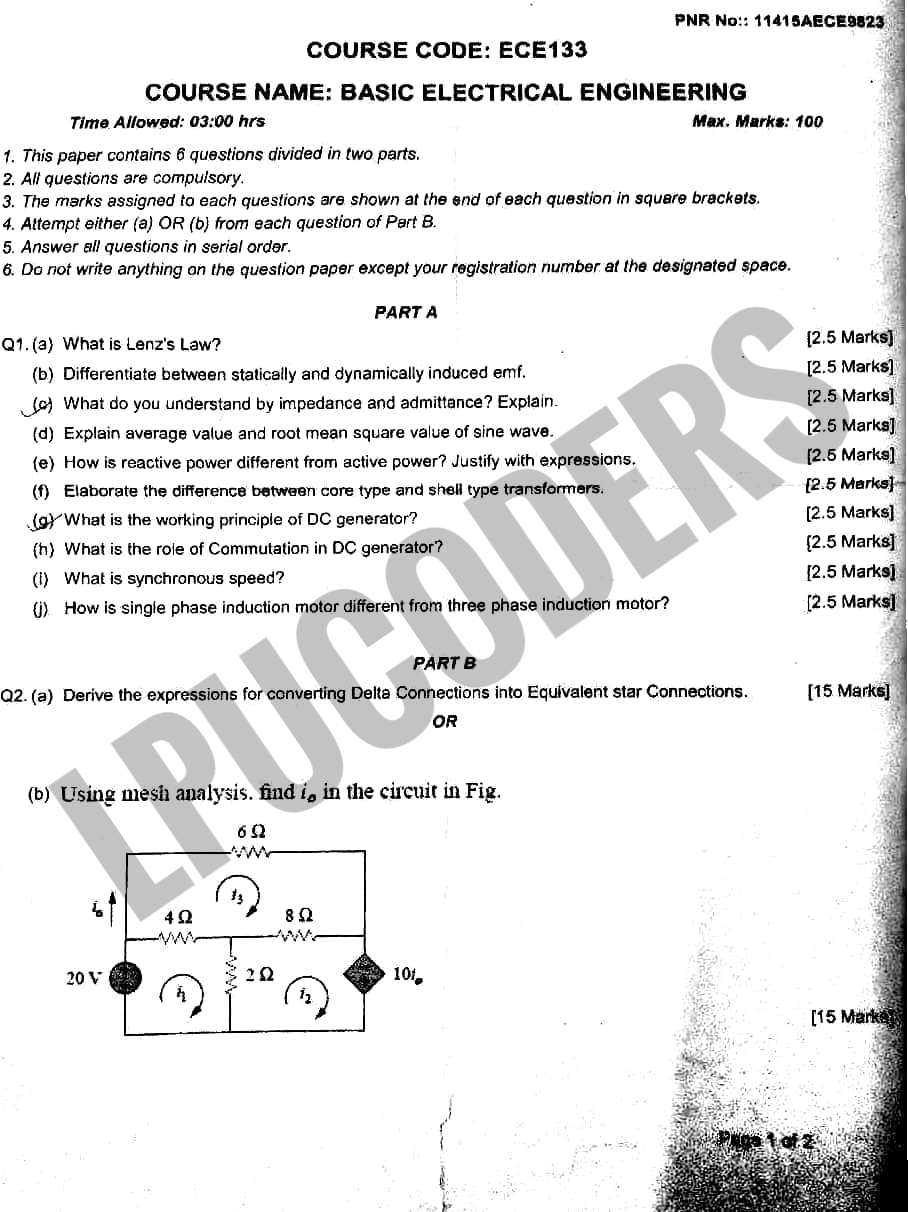 PNR No:: 11415AECE9823
COURSE CODE: ECE133
COURSE NAME: BASIC ELECTRICAL ENGINEERING
Time Allowed: 03:00 hrs Max. Marks: 100
1. This paper contains 6 questions divided in two parts.
2. All questions are compulsory.
3. The marks assigned to each questions are shown at the end of each question in square brackets.
4. Attempt either (a) OR (b) from each question of Part B.
5. Answer all questions in serial order.
6. Do not write anything on the question paper except your registration number at the designated space.
PART A
Q1. (a) What is Lenz's Law? [2.5 Marks]
(b) Differentiate between statically and dynamically induced emf. [2.5 Marks]
(c) What do you understand by impedance and admittance? Explain. [2.5 Marks]
(d) Explain average value and root mean square value of sine wave. [2.5 Marks]
(e) How is reactive power different from active power? Justify with expressions. [2.5 Marks]
(f) Elaborate the difference between core type and shell type transformers. [2.5 Marks]
(g) What is the working principle of DC generator? [2.5 Marks]
(h) What is the role of Commutation in DC generator? [2.5 Marks]
(i) What is synchronous speed? [2.5 Marks]
(j) How is single phase induction motor different from three phase induction motor? [2.5 Marks]
PART B
Q2. (a) Derive the expressions for converting Delta Connections into Equivalent star Connections. [15 Marks]
OR
(b) Using mesh analysis. find i₀ in the circuit in Fig.
6 Ω
i₃
i₀
4 Ω 8 Ω
20 V i₁ 2 Ω i₂ 10i₀
[15 Marks]
Page 1 of 2
LPUCODERS